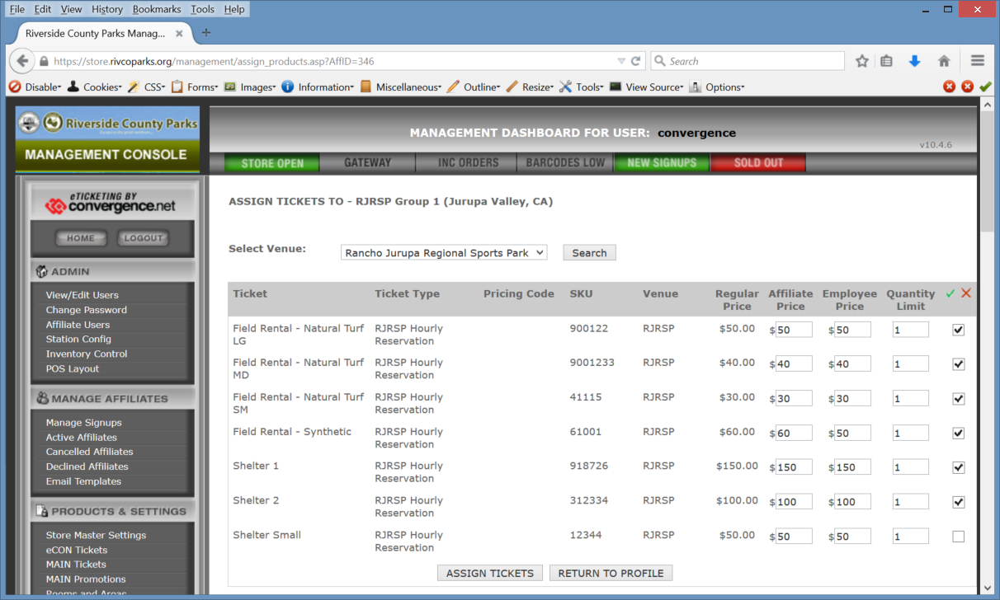 File Edit View History Bookmarks Tools Help
Riverside County Parks Manag...
https://store.rivcoparks.org/management/assign_products.asp?AffID=346
Search
Disable Cookies CSS Forms Images Information Miscellaneous Outline Resize Tools View Source Options
Riverside County Parks
MANAGEMENT CONSOLE
MANAGEMENT DASHBOARD FOR USER: convergence
v10.4.6
STORE OPEN GATEWAY INC ORDERS BARCODES LOW NEW SIGNUPS SOLD OUT
eTICKETING BY
convergence.net
HOME LOGOUT
ADMIN
View/Edit Users
Change Password
Affiliate Users
Station Config
Inventory Control
POS Layout
MANAGE AFFILIATES
Manage Signups
Active Affiliates
Cancelled Affiliates
Declined Affiliates
Email Templates
PRODUCTS & SETTINGS
Store Master Settings
eCON Tickets
MAIN Tickets
MAIN Promotions
Rooms and Areas
ASSIGN TICKETS TO - RJRSP Group 1 (Jurupa Valley, CA)
Select Venue: Rancho Jurupa Regional Sports Park Search
Ticket Ticket Type Pricing Code SKU Venue Regular Affiliate Employee Quantity
Price Price Price Limit
Field Rental - Natural Turf RJRSP Hourly 900122 RJRSP $50.00 $50 $50 1
LG Reservation
Field Rental - Natural Turf RJRSP Hourly 9001233 RJRSP $40.00 $40 $40 1
MD Reservation
Field Rental - Natural Turf RJRSP Hourly 41115 RJRSP $30.00 $30 $30 1
SM Reservation
Field Rental - Synthetic RJRSP Hourly 61001 RJRSP $60.00 $60 $50 1
Reservation
Shelter 1 RJRSP Hourly 918726 RJRSP $150.00 $150 $150 1
Reservation
Shelter 2 RJRSP Hourly 312334 RJRSP $100.00 $100 $100 1
Reservation
Shelter Small RJRSP Hourly 12344 RJRSP $50.00 $50 $50 1
Reservation
ASSIGN TICKETS RETURN TO PROFILE